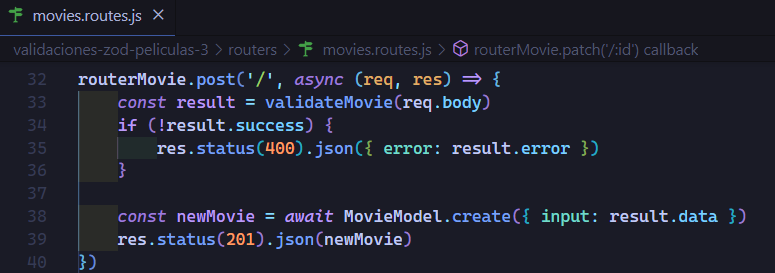 movies.routes.js ×
validaciones-zod-peliculas-3 > routers > movies.routes.js > routerMovie.patch('/:id') callback
32 routerMovie.post('/', async (req, res) => {
33     const result = validateMovie(req.body)
34     if (!result.success) {
35         res.status(400).json({ error: result.error })
36     }
37
38     const newMovie = await MovieModel.create({ input: result.data })
39     res.status(201).json(newMovie)
40 })